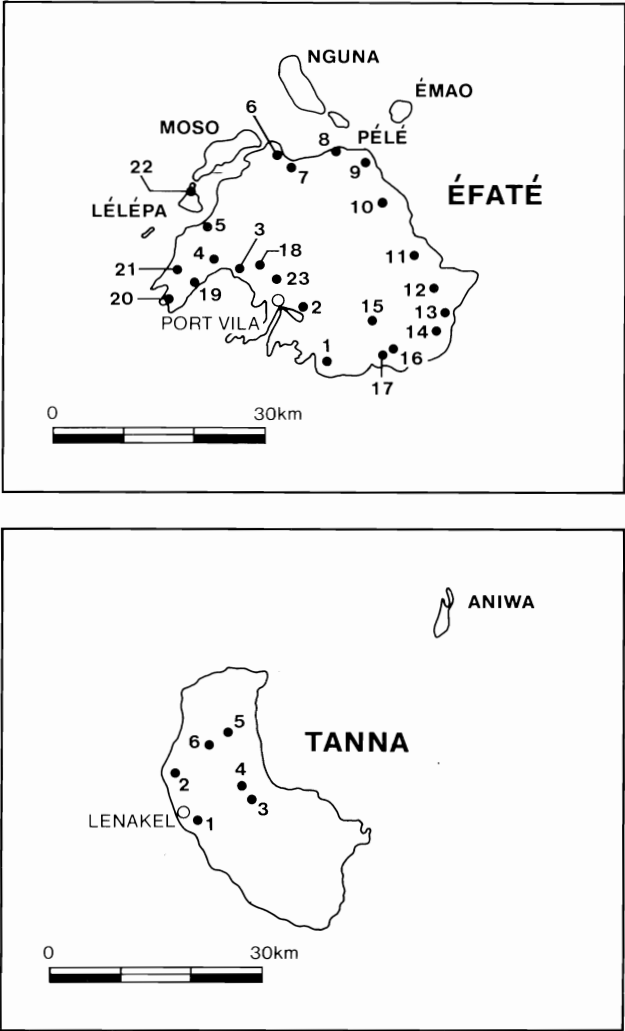 NGUNA
ÉMAO
6
MOSO
8
PÉLÉ
22
7
9
ÉFATÉ
LÉLÉPA
10
5
3
18
4
11
21
23
12
20
19
2
15
13
PORT VILA
14
1
16
17
0 30km
ANIWA
5
TANNA
6
4
2
3
LENAKEL
1
0 30km